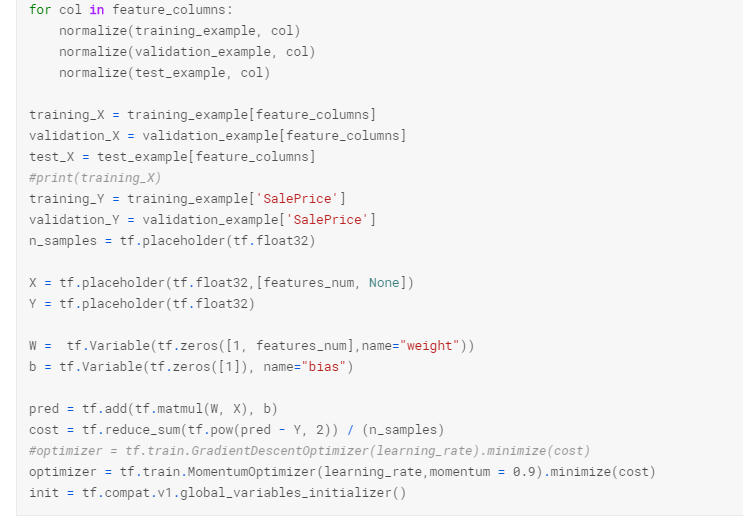 for col in feature_columns:
    normalize(training_example, col)
    normalize(validation_example, col)
    normalize(test_example, col)

training_X = training_example[feature_columns]
validation_X = validation_example[feature_columns]
test_X = test_example[feature_columns]
#print(training_X)
training_Y = training_example['SalePrice']
validation_Y = validation_example['SalePrice']
n_samples = tf.placeholder(tf.float32)

X = tf.placeholder(tf.float32,[features_num, None])
Y = tf.placeholder(tf.float32)

W =  tf.Variable(tf.zeros([1, features_num],name="weight"))
b = tf.Variable(tf.zeros([1]), name="bias")

pred = tf.add(tf.matmul(W, X), b)
cost = tf.reduce_sum(tf.pow(pred - Y, 2)) / (n_samples)
#optimizer = tf.train.GradientDescentOptimizer(learning_rate).minimize(cost)
optimizer = tf.train.MomentumOptimizer(learning_rate,momentum = 0.9).minimize(cost)
init = tf.compat.v1.global_variables_initializer()